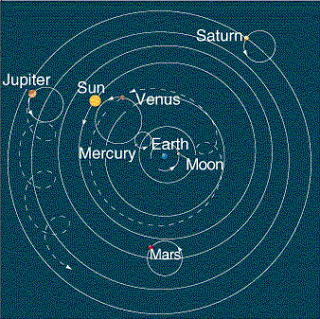 Saturn
Jupiter
Sun
Venus
Mercury
Earth
Moon
Mars